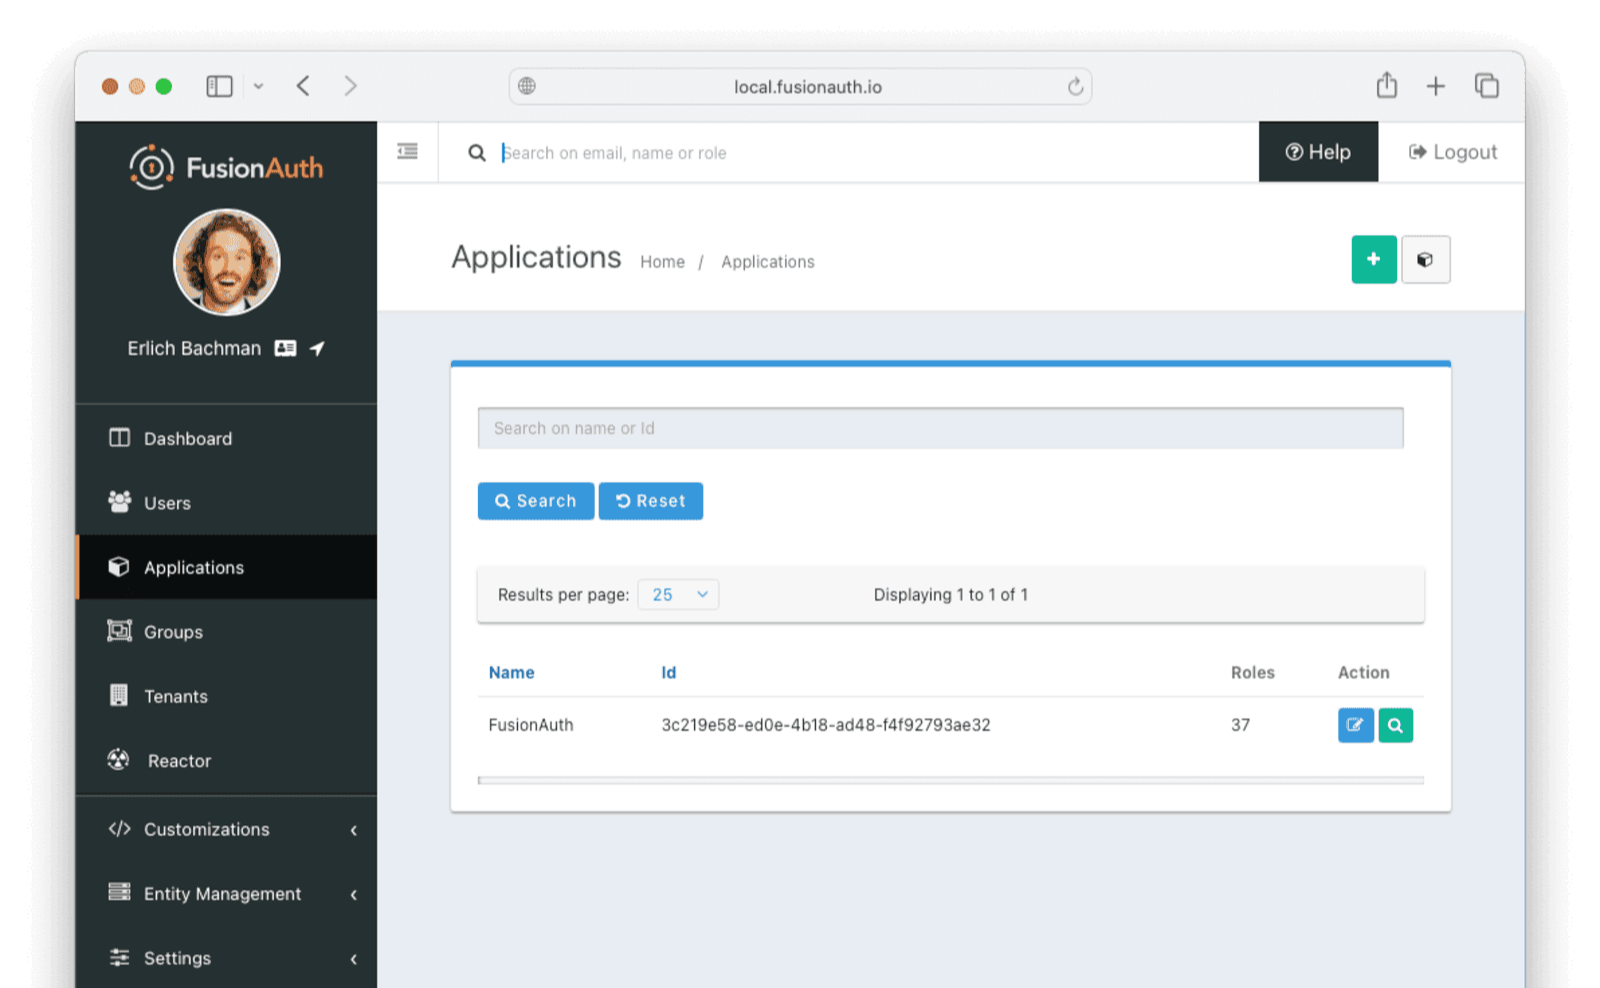 local.fusionauth.io
FusionAuth
Search on email, name or role
Help
Logout
Erlich Bachman
Dashboard
Users
Applications
Groups
Tenants
Reactor
Customizations
Entity Management
Settings
Applications Home / Applications
Search on name or Id
Search Reset
Results per page: 25 Displaying 1 to 1 of 1
Name Id Roles Action
FusionAuth 3c219e58-ed0e-4b18-ad48-f4f92793ae32 37